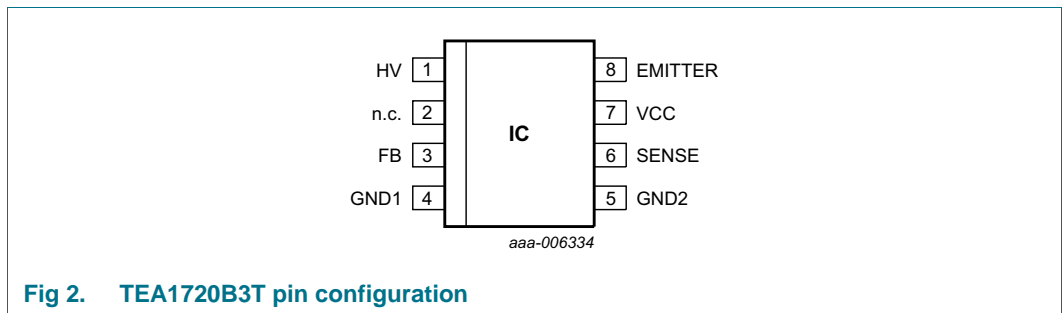 HV 1 8 EMITTER
n.c. 2 7 VCC
IC
FB 3 6 SENSE
GND1 4 5 GND2
aaa-006334
Fig 2. TEA1720B3T pin configuration